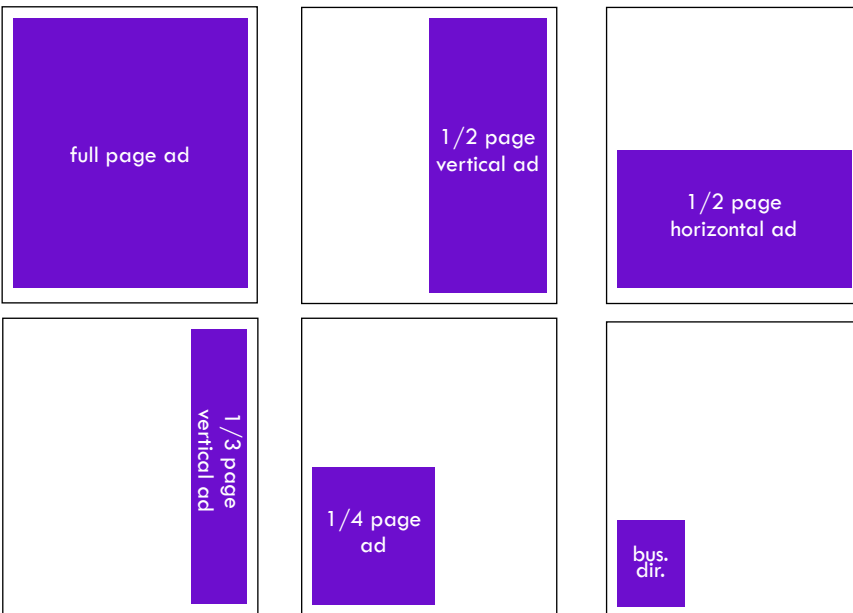 full page ad
1/2 page
vertical ad
1/2 page
horizontal ad
1/3 page
vertical ad
1/4 page
ad
bus.
dir.